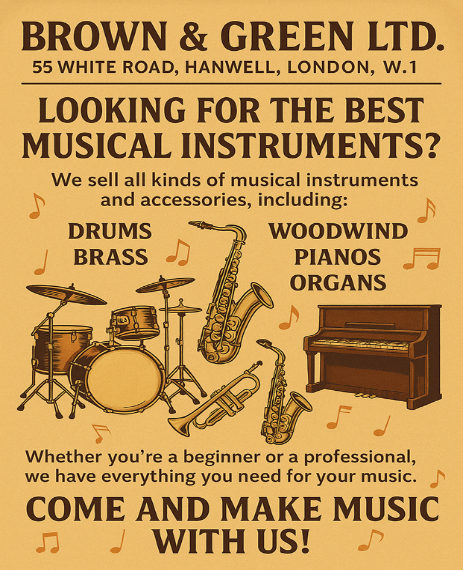 BROWN & GREEN LTD.
55 WHITE ROAD, HANWELL, LONDON, W.1
LOOKING FOR THE BEST
MUSICAL INSTRUMENTS?
We sell all kinds of musical instruments
and accessories, including:
DRUMS
BRASS
WOODWIND
PIANOS
ORGANS
Whether you're a beginner or a professional,
we have everything you need for your music.
COME AND MAKE MUSIC
WITH US!